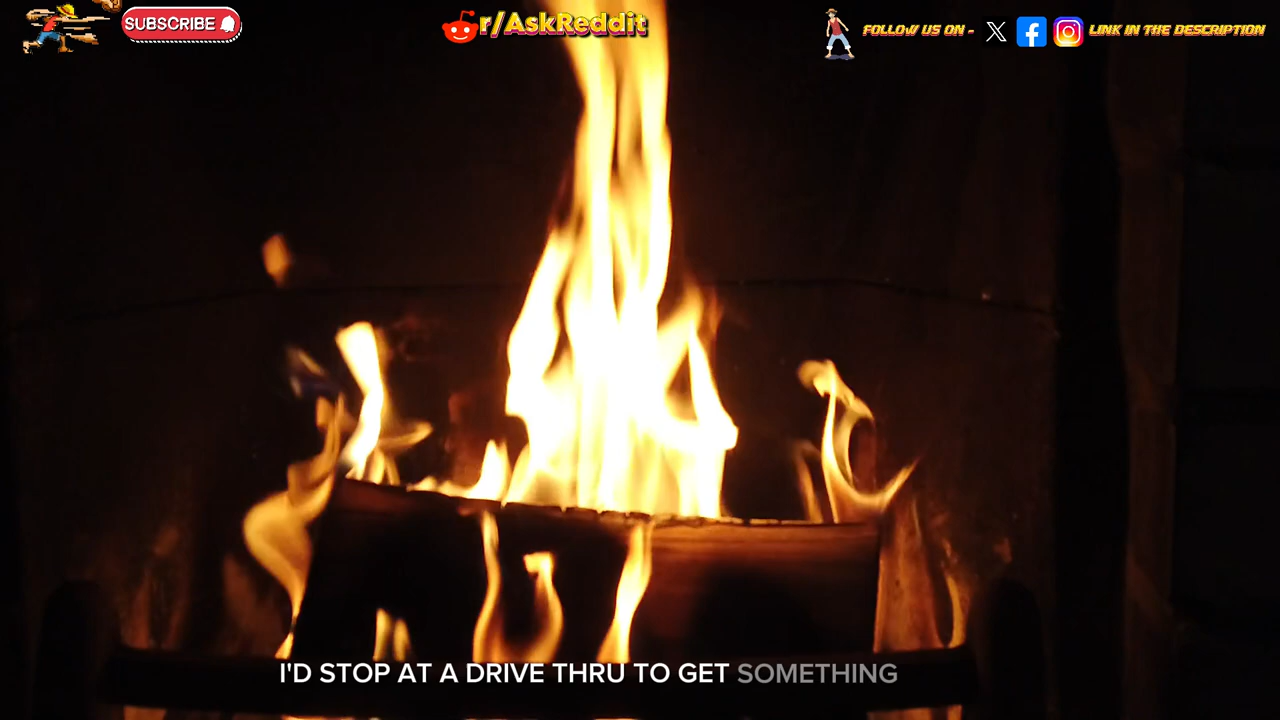 SUBSCRIBE
r/AskReddit
FOLLOW US ON -
LINK IN THE DESCRIPTION
I'D STOP AT A DRIVE THRU TO GET SOMETHING